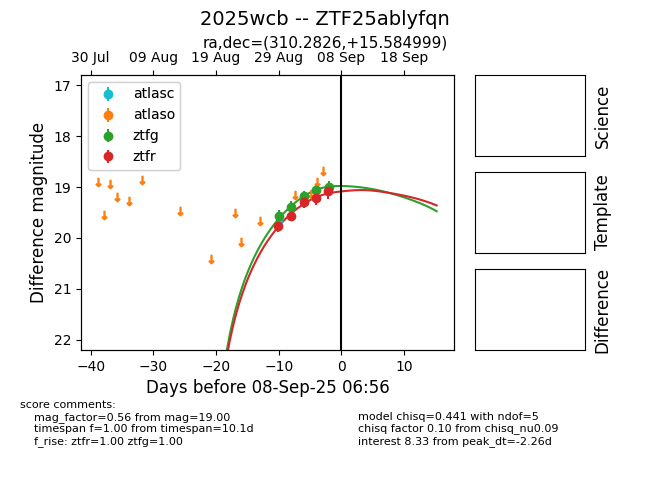 2025wcb -- ZTF25ablyfqn
ra,dec=(310.2826,+15.584999)
30 Jul 09 Aug 19 Aug 29 Aug 08 Sep 18 Sep
atlasc
atlaso
ztfg
ztfr
17
18
19
20
21
22
Difference magnitude
−40 −30 −20 −10 0 10
Days before 08-Sep-25 06:56
Science
Template
Difference
score comments:
mag_factor=0.56 from mag=19.00
timespan f=1.00 from timespan=10.1d
f_rise: ztfr=1.00 ztfg=1.00
model chisq=0.441 with ndof=5
chisq factor 0.10 from chisq_nu0.09
interest 8.33 from peak_dt=-2.26d